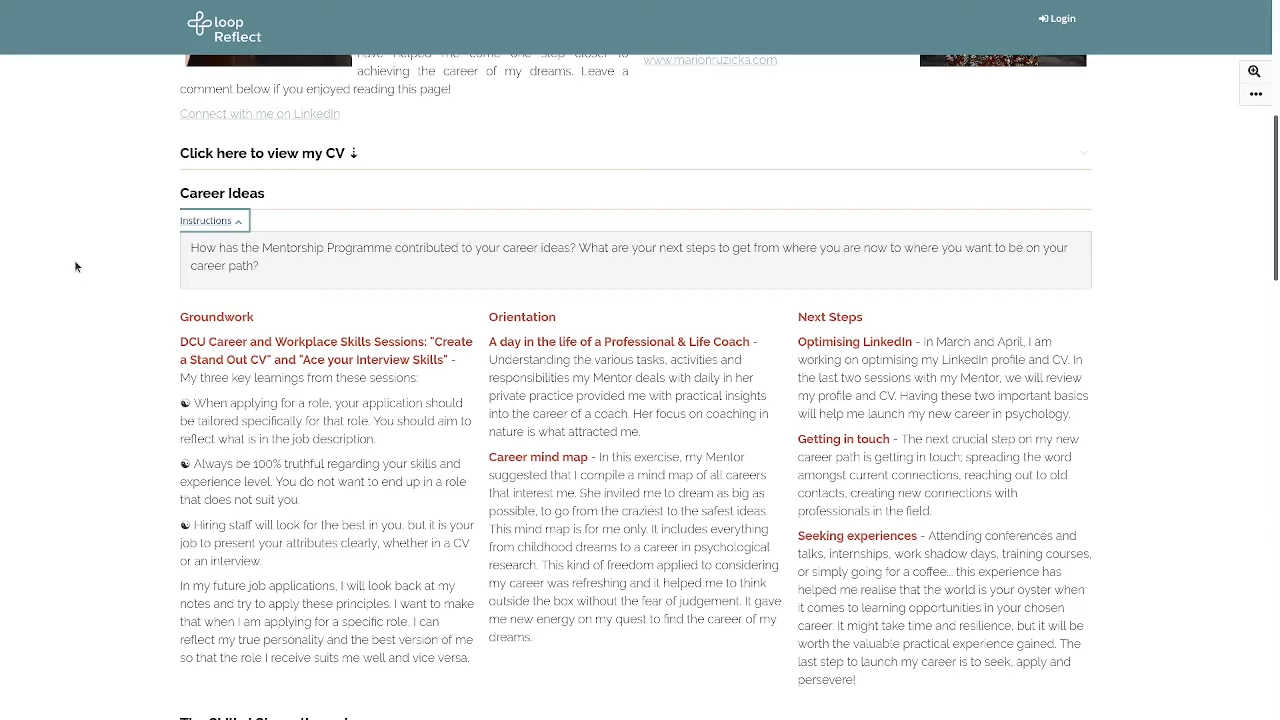 loop
Reflect
Login
have helped me come one step closer to
achieving the career of my dreams. Leave a
comment below if you enjoyed reading this page!
www.marionruzicka.com
Connect with me on LinkedIn
Click here to view my CV ⇣
Career Ideas
Instructions
How has the Mentorship Programme contributed to your career ideas? What are your next steps to get from where you are now to where you want to be on your
career path?
Groundwork
DCU Career and Workplace Skills Sessions: "Create
a Stand Out CV" and "Ace your Interview Skills" -
My three key learnings from these sessions:
☯ When applying for a role, your application should
be tailored specifically for that role. You should aim to
reflect what is in the job description.
☯ Always be 100% truthful regarding your skills and
experience level. You do not want to end up in a role
that does not suit you.
☯ Hiring staff will look for the best in you, but it is your
job to present your attributes clearly, whether in a CV
or an interview.
In my future job applications, I will look back at my
notes and try to apply these principles. I want to make
that when I am applying for a specific role, I can
reflect my true personality and the best version of me
so that the role I receive suits me well and vice versa.
Orientation
A day in the life of a Professional & Life Coach -
Understanding the various tasks, activities and
responsibilities my Mentor deals with daily in her
private practice provided me with practical insights
into the career of a coach. Her focus on coaching in
nature is what attracted me.
Career mind map - In this exercise, my Mentor
suggested that I compile a mind map of all careers
that interest me. She invited me to dream as big as
possible, to go from the craziest to the safest ideas.
This mind map is for me only. It includes everything
from childhood dreams to a career in psychological
research. This kind of freedom applied to considering
my career was refreshing and it helped me to think
outside the box without the fear of judgement. It gave
me new energy on my quest to find the career of my
dreams.
Next Steps
Optimising LinkedIn - In March and April, I am
working on optimising my LinkedIn profile and CV. In
the last two sessions with my Mentor, we will review
my profile and CV. Having these two important basics
will help me launch my new career in psychology.
Getting in touch - The next crucial step on my new
career path is getting in touch; spreading the word
amongst current connections, reaching out to old
contacts, creating new connections with
professionals in the field.
Seeking experiences - Attending conferences and
talks, internships, work shadow days, training courses,
or simply going for a coffee... this experience has
helped me realise that the world is your oyster when
it comes to learning opportunities in your chosen
career. It might take time and resilience, but it will be
worth the valuable practical experience gained. The
last step to launch my career is to seek, apply and
persevere!